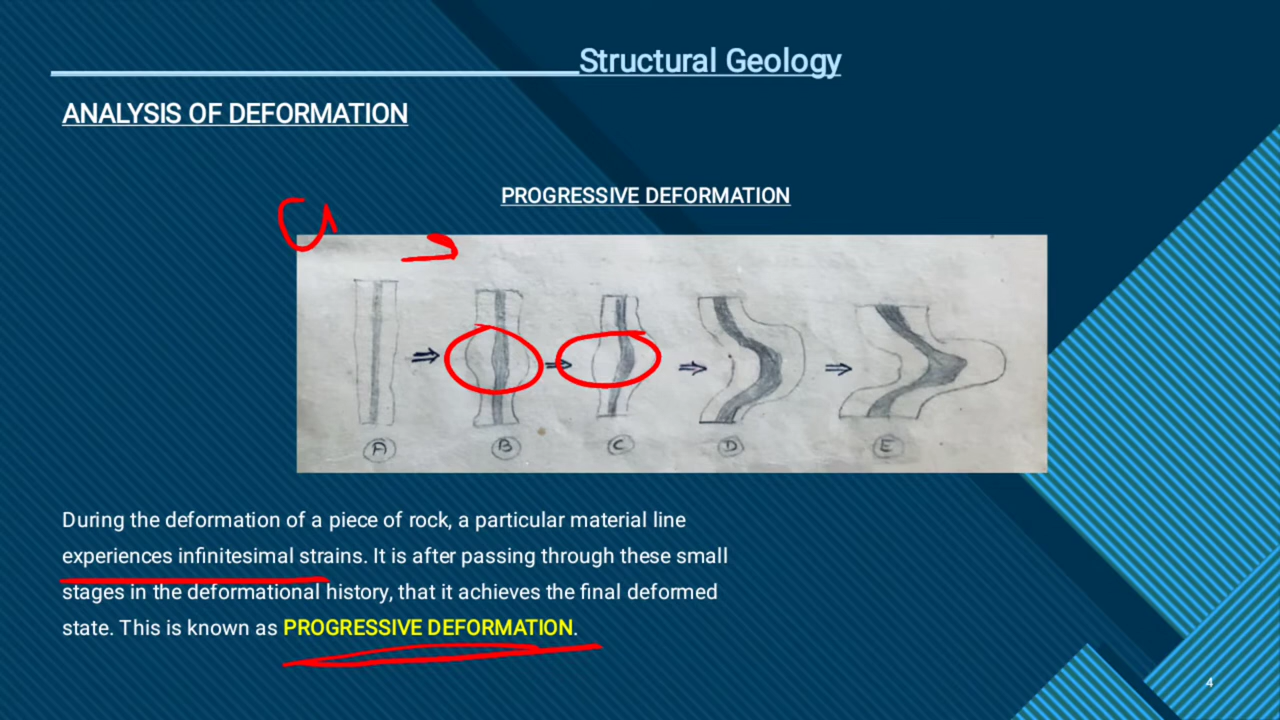 Structural Geology
ANALYSIS OF DEFORMATION
PROGRESSIVE DEFORMATION
A B C D E
During the deformation of a piece of rock, a particular material line
experiences infinitesimal strains. It is after passing through these small
stages in the deformational history, that it achieves the final deformed
state. This is known as PROGRESSIVE DEFORMATION.
4